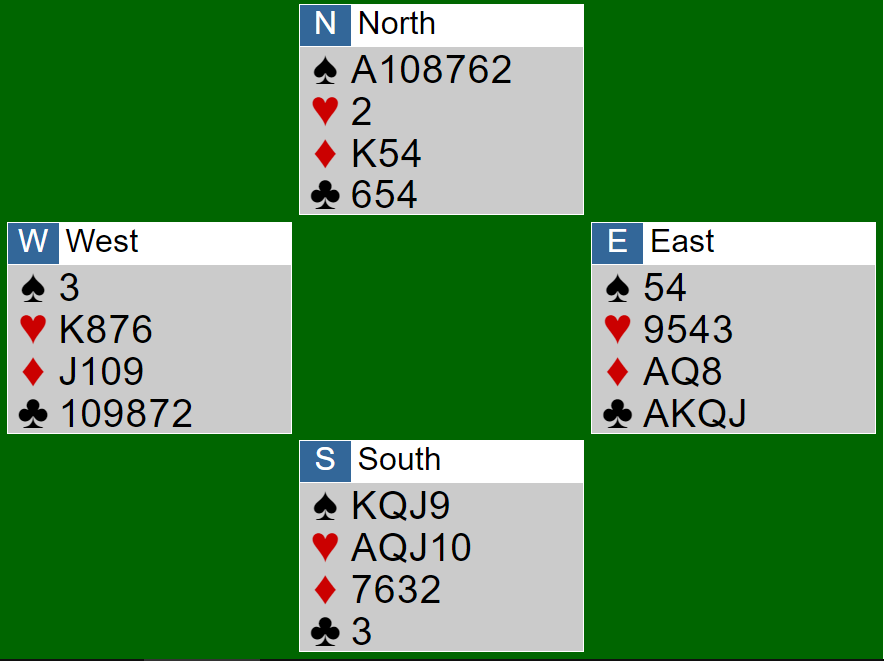 N North
♠ A108762
♥ 2
♦ K54
♣ 654
W West
♠ 3
♥ K876
♦ J109
♣ 109872
E East
♠ 54
♥ 9543
♦ AQ8
♣ AKQJ
S South
♠ KQJ9
♥ AQJ10
♦ 7632
♣ 3